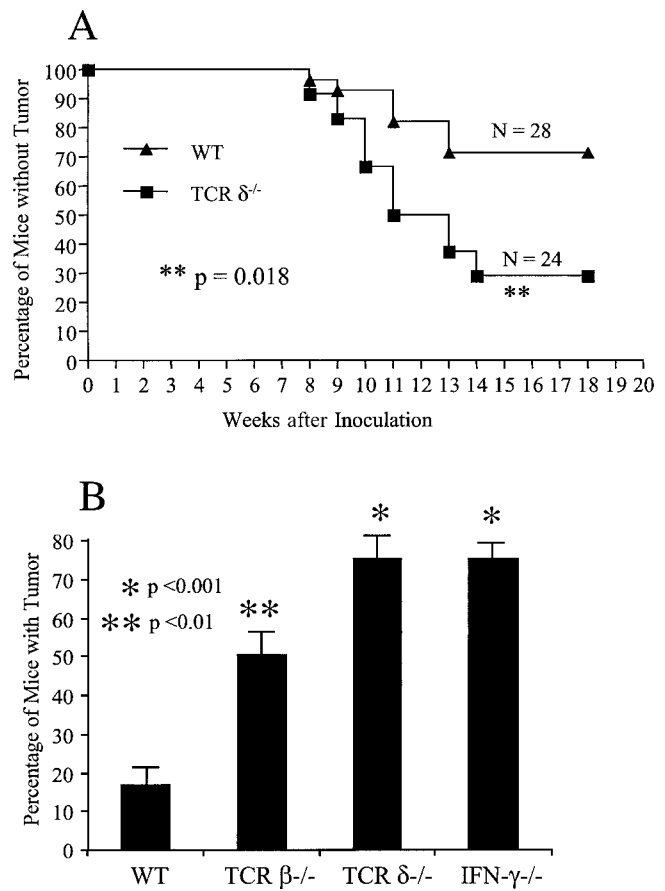 A
Percentage of Mice without Tumor
100
90
80
70
60
50
40
30
20
10
0
WT
TCR δ-/-
** p = 0.018
N = 28
N = 24
**
0 1 2 3 4 5 6 7 8 9 10 11 12 13 14 15 16 17 18 19 20
Weeks after Inoculation
B
Percentage of Mice with Tumor
80
70
60
50
40
30
20
10
0
* p <0.001
** p <0.01
**
*
*
WT TCR β-/- TCR δ-/- IFN-γ-/-